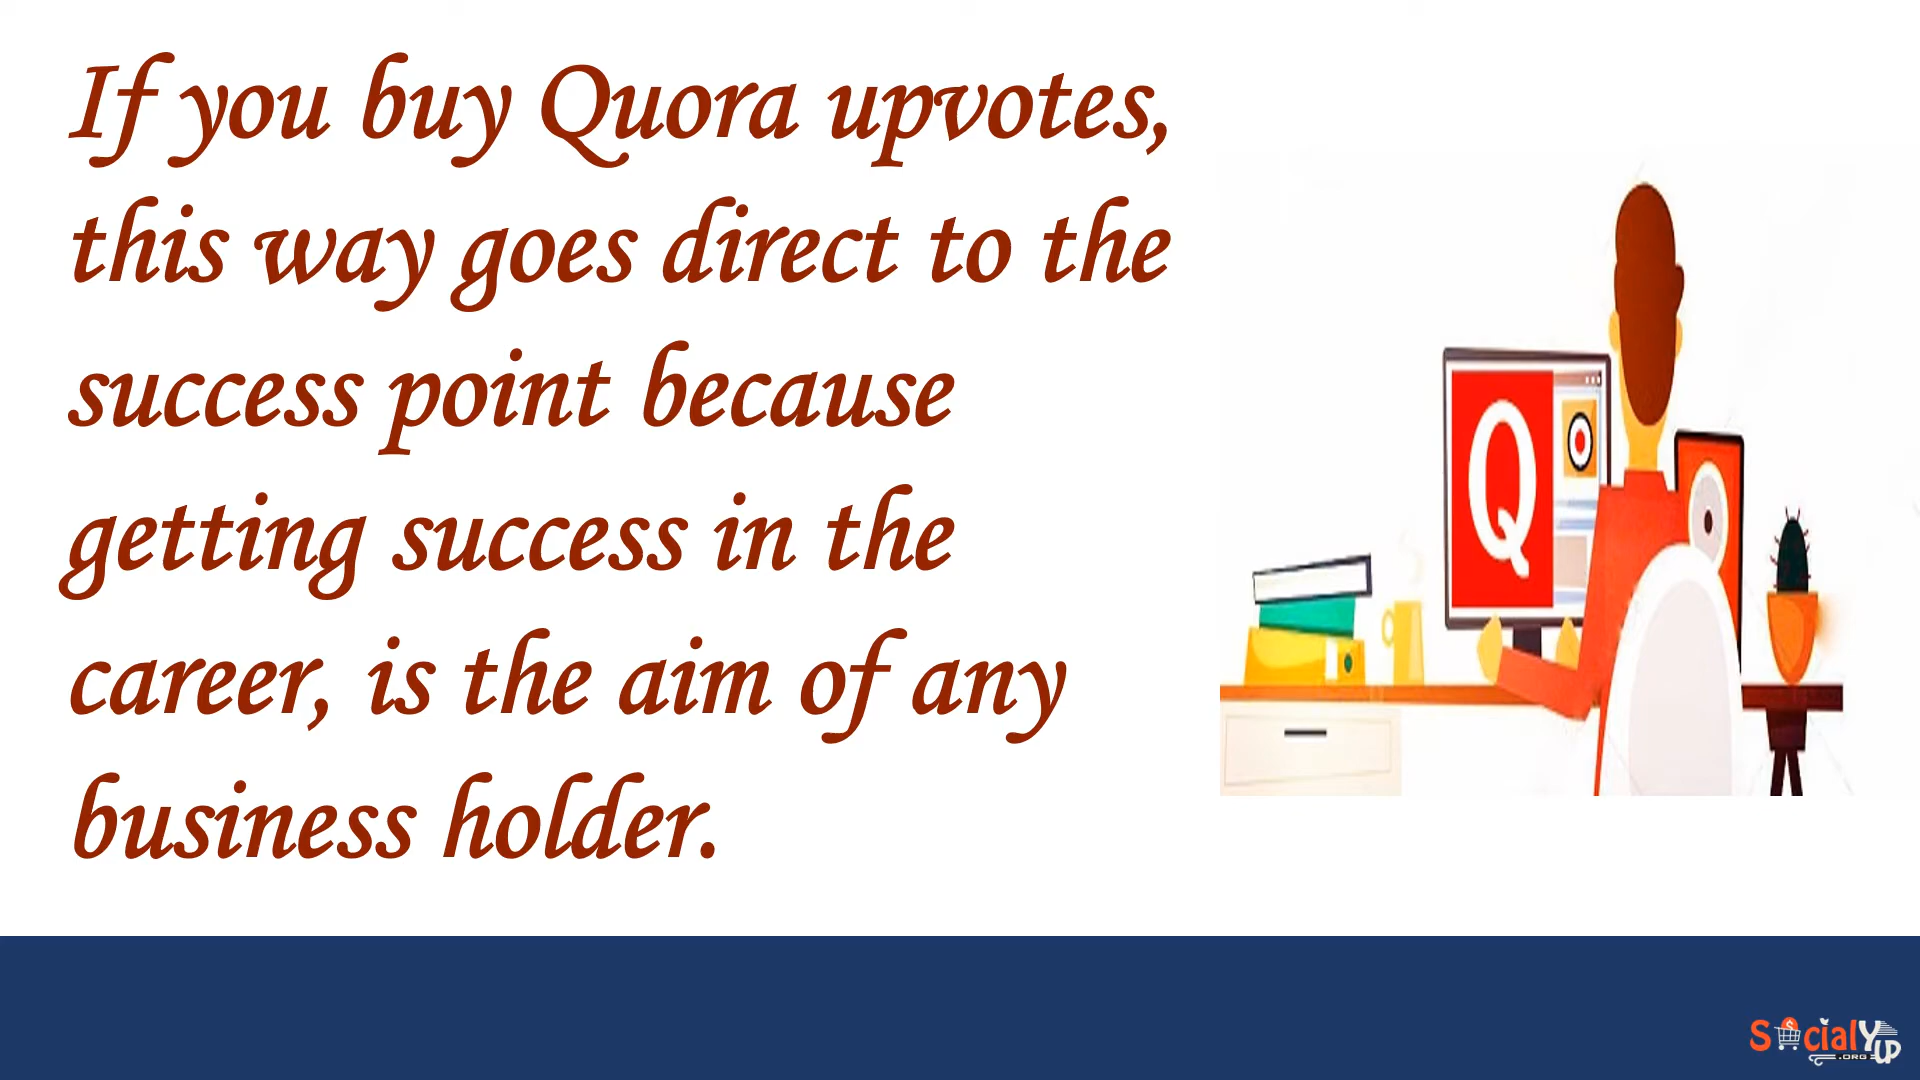 If you buy Quora upvotes,
this way goes direct to the
success point because
getting success in the
career, is the aim of any
business holder.
Q
SocialYup
.ORG